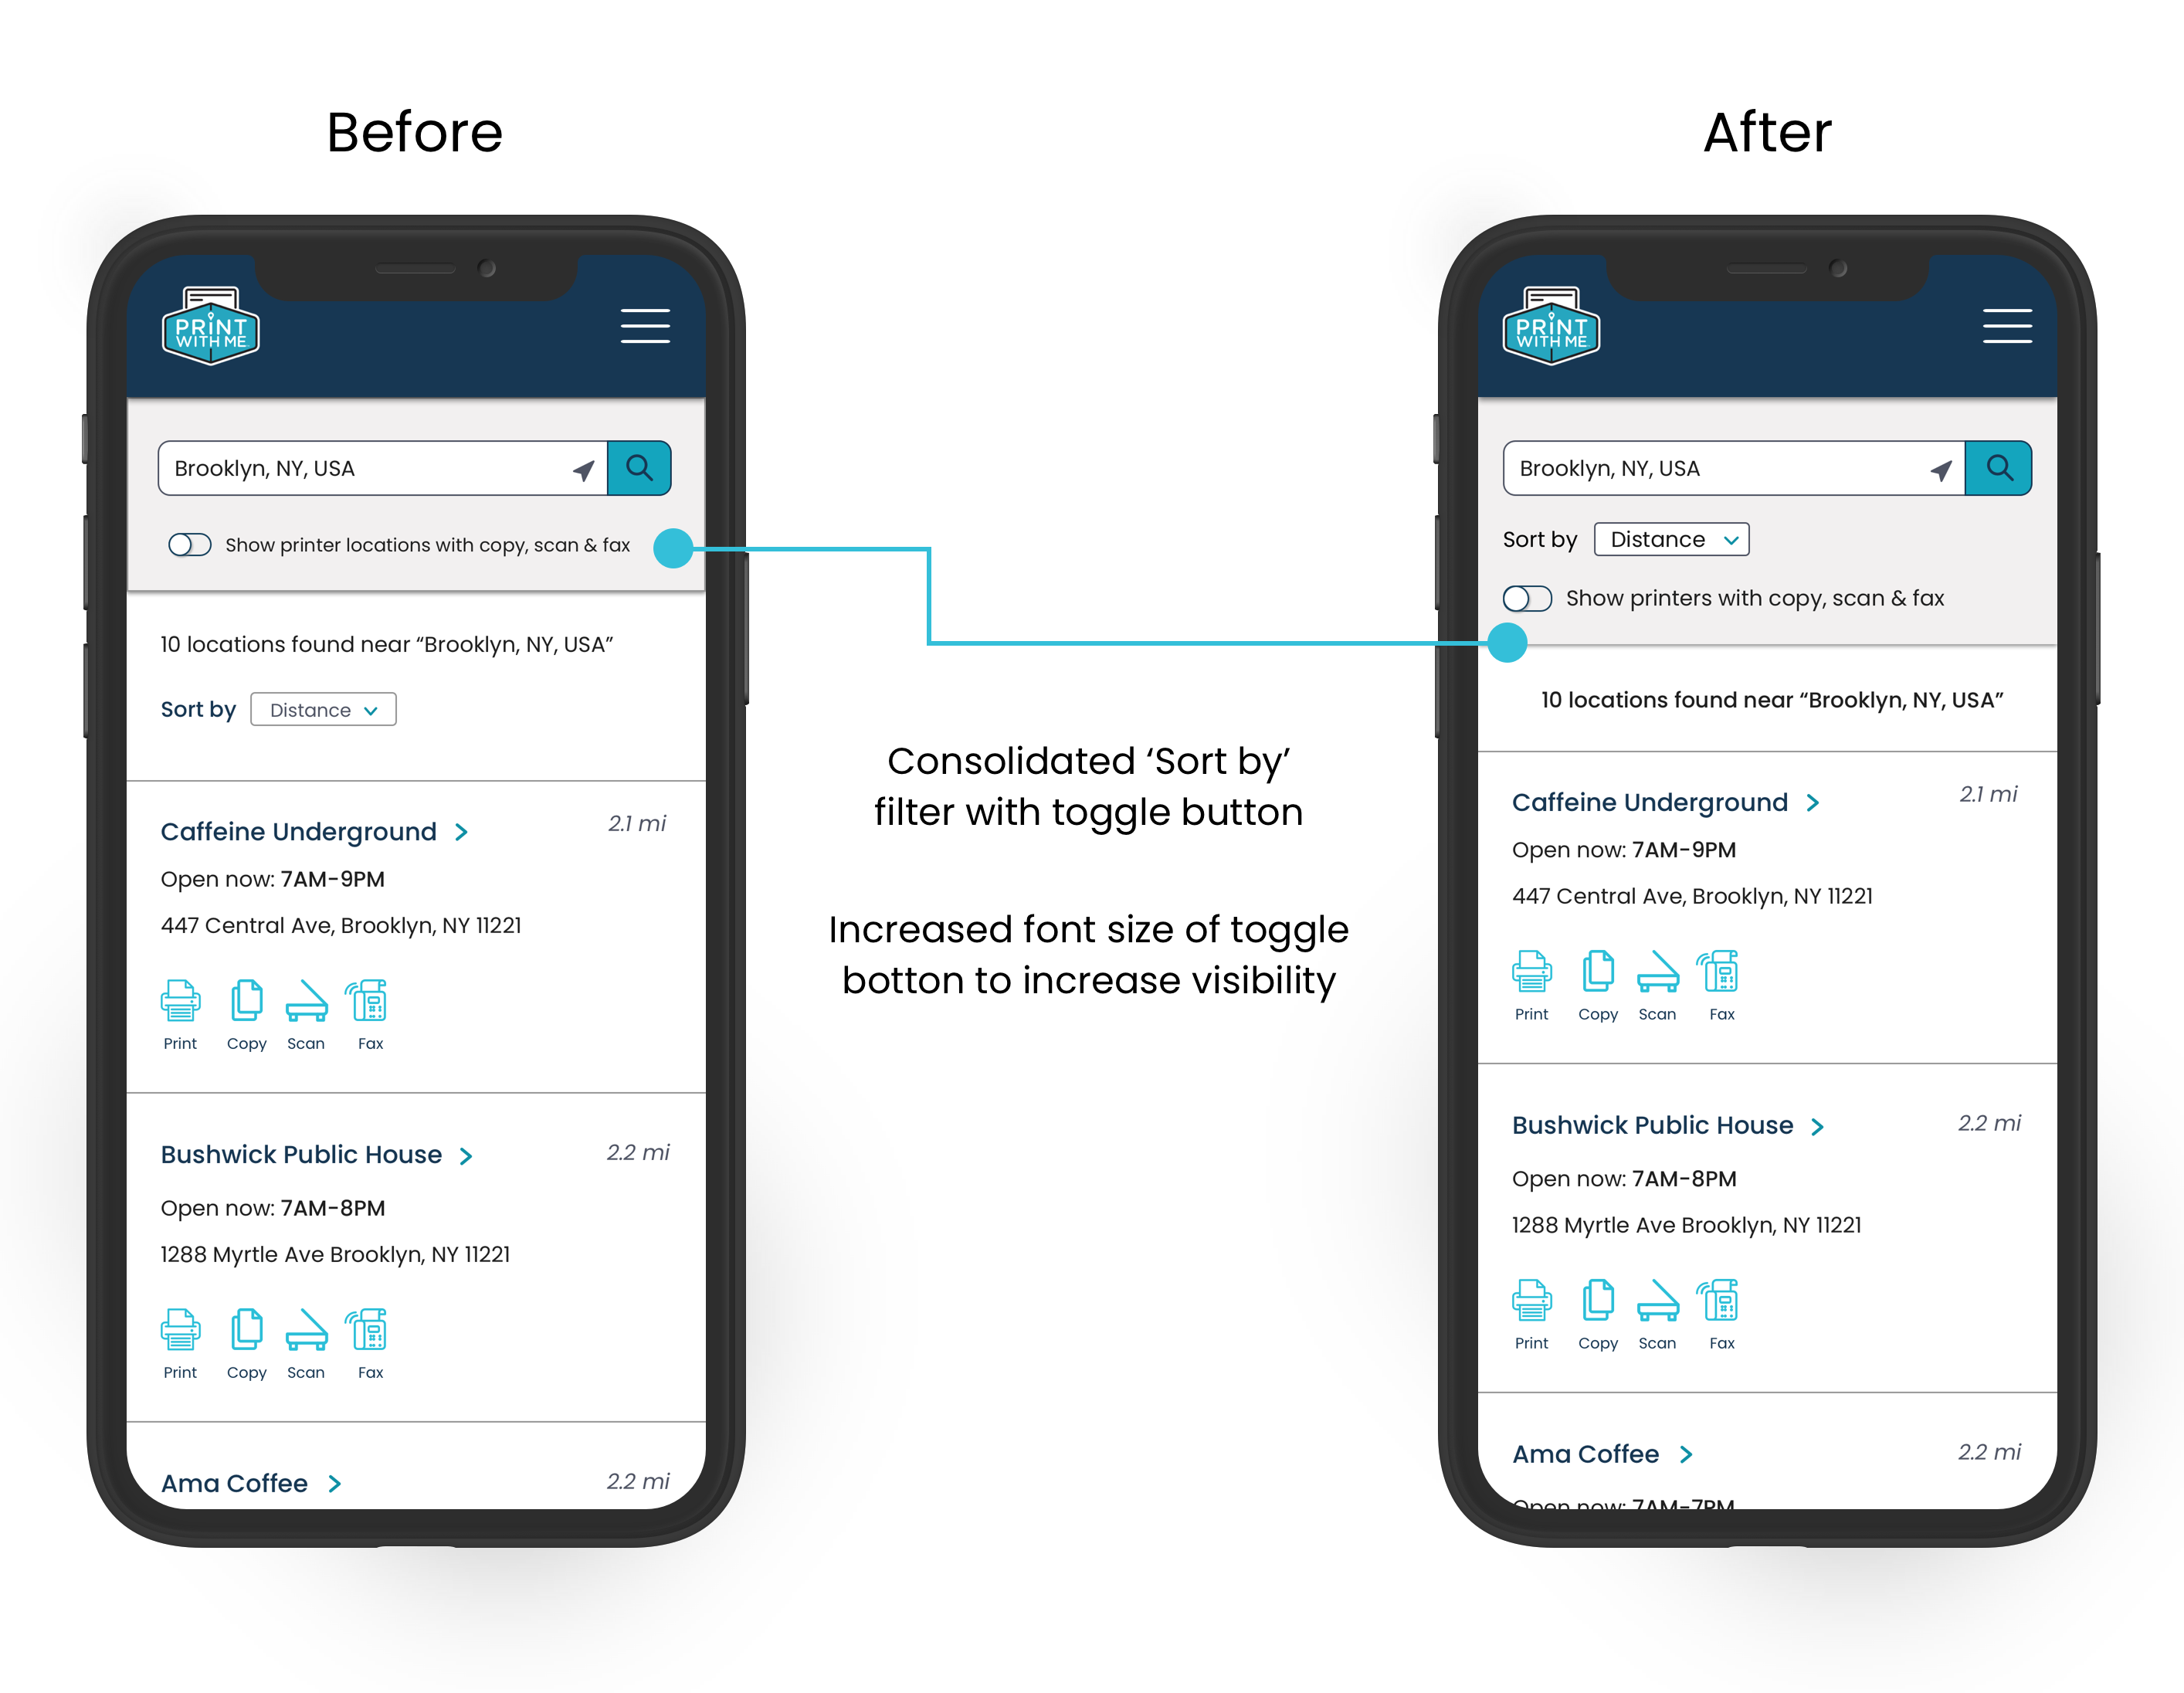 Before
PRINT
WITH ME
Brooklyn, NY, USA
Show printer locations with copy, scan & fax
10 locations found near “Brooklyn, NY, USA”
Sort by Distance
Caffeine Underground
2.1 mi
Open now: 7AM-9PM
447 Central Ave, Brooklyn, NY 11221
Print Copy Scan Fax
Bushwick Public House
2.2 mi
Open now: 7AM-8PM
1288 Myrtle Ave Brooklyn, NY 11221
Print Copy Scan Fax
Ama Coffee
2.2 mi
Consolidated ‘Sort by’
filter with toggle button
Increased font size of toggle
botton to increase visibility
After
PRINT
WITH ME
Brooklyn, NY, USA
Sort by Distance
Show printers with copy, scan & fax
10 locations found near “Brooklyn, NY, USA”
Caffeine Underground
2.1 mi
Open now: 7AM-9PM
447 Central Ave, Brooklyn, NY 11221
Print Copy Scan Fax
Bushwick Public House
2.2 mi
Open now: 7AM-8PM
1288 Myrtle Ave Brooklyn, NY 11221
Print Copy Scan Fax
Ama Coffee
2.2 mi
Open now: 7AM-7PM